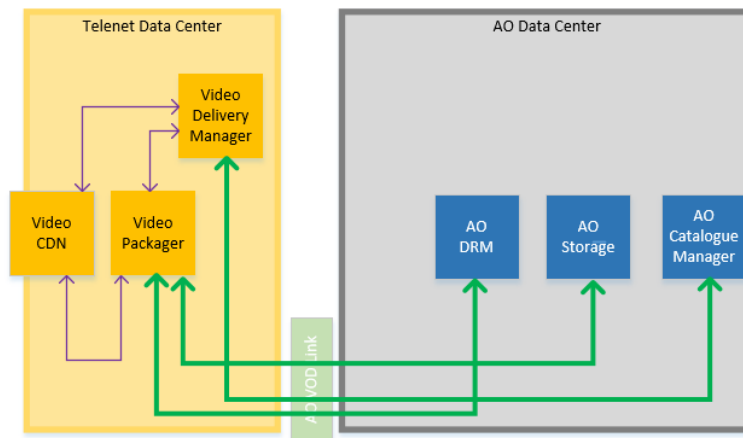 Telenet Data Center
AO Data Center
Video
Delivery
Manager
Video
CDN
Video
Packager
AO
DRM
AO
Storage
AO
Catalogue
Manager
AO VOD Link